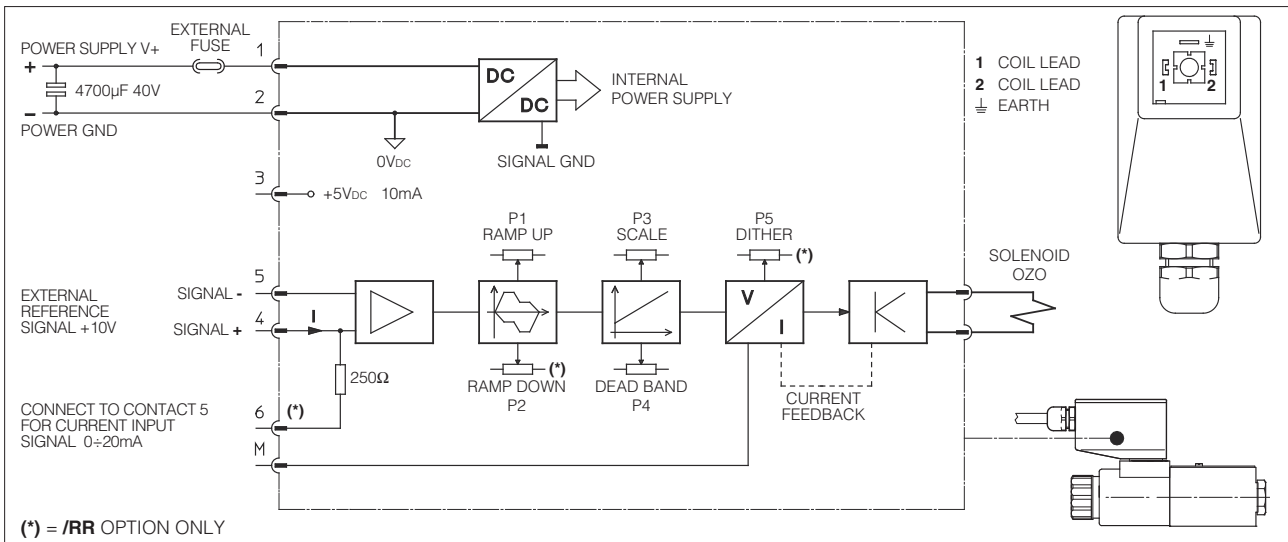 POWER SUPPLY V+
EXTERNAL
FUSE
1
+
4700µF 40V
2
−
POWER GND
DC
DC
INTERNAL
POWER SUPPLY
0VDC
SIGNAL GND
3
+5VDC 10mA
1 COIL LEAD
2 COIL LEAD
⏚ EARTH
1
2
P1
RAMP UP
P3
SCALE
P5
DITHER
(*)
SOLENOID
OZO
EXTERNAL
REFERENCE
SIGNAL +10V
5
SIGNAL -
SIGNAL +
I
4
V
I
250Ω
(*)
RAMP DOWN
P2
DEAD BAND
P4
CURRENT
FEEDBACK
CONNECT TO CONTACT 5
FOR CURRENT INPUT
SIGNAL 0÷20mA
6
(*)
M
(*) = /RR OPTION ONLY